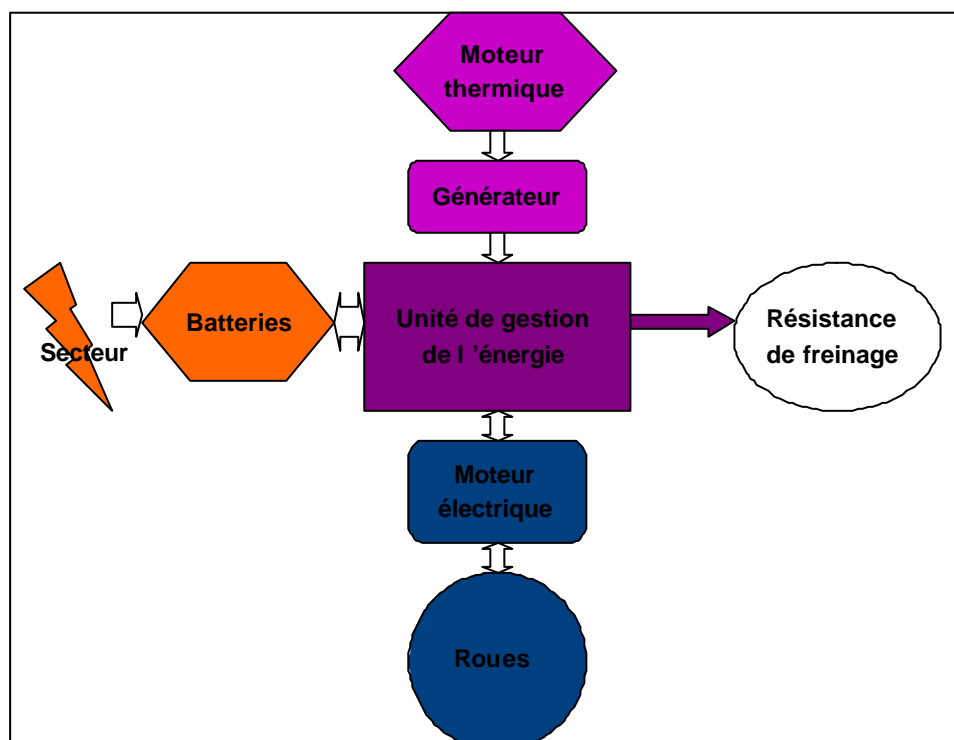 Moteur
thermique
Générateur
Secteur
Batteries
Unité de gestion
de l ’énergie
Résistance
de freinage
Moteur
électrique
Roues